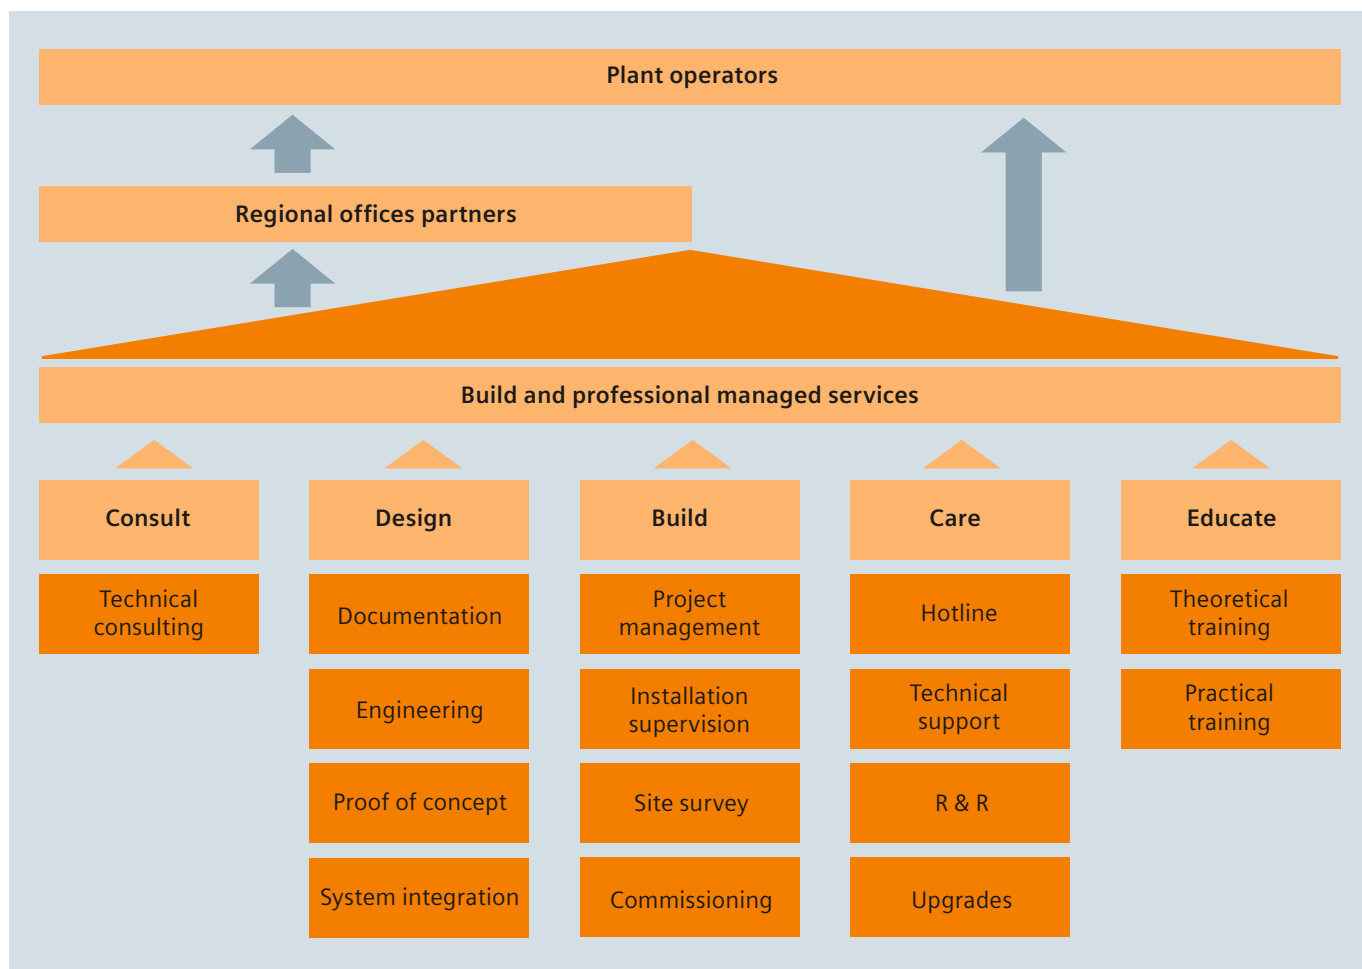 Plant operators
Regional offices partners
Build and professional managed services
Consult
Design
Build
Care
Educate
Technical
consulting
Documentation
Engineering
Proof of concept
System integration
Project
management
Installation
supervision
Site survey
Commissioning
Hotline
Technical
support
R & R
Upgrades
Theoretical
training
Practical
training